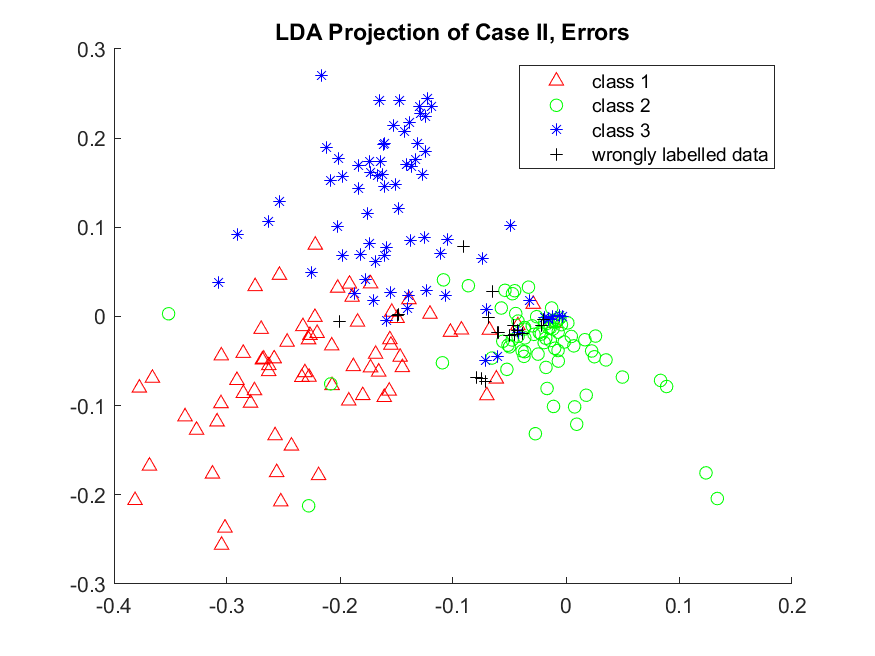 LDA Projection of Case II, Errors
0.3
0.2
0.1
0
-0.1
-0.2
-0.3
-0.4 -0.3 -0.2 -0.1 0 0.1 0.2
class 1
class 2
class 3
wrongly labelled data